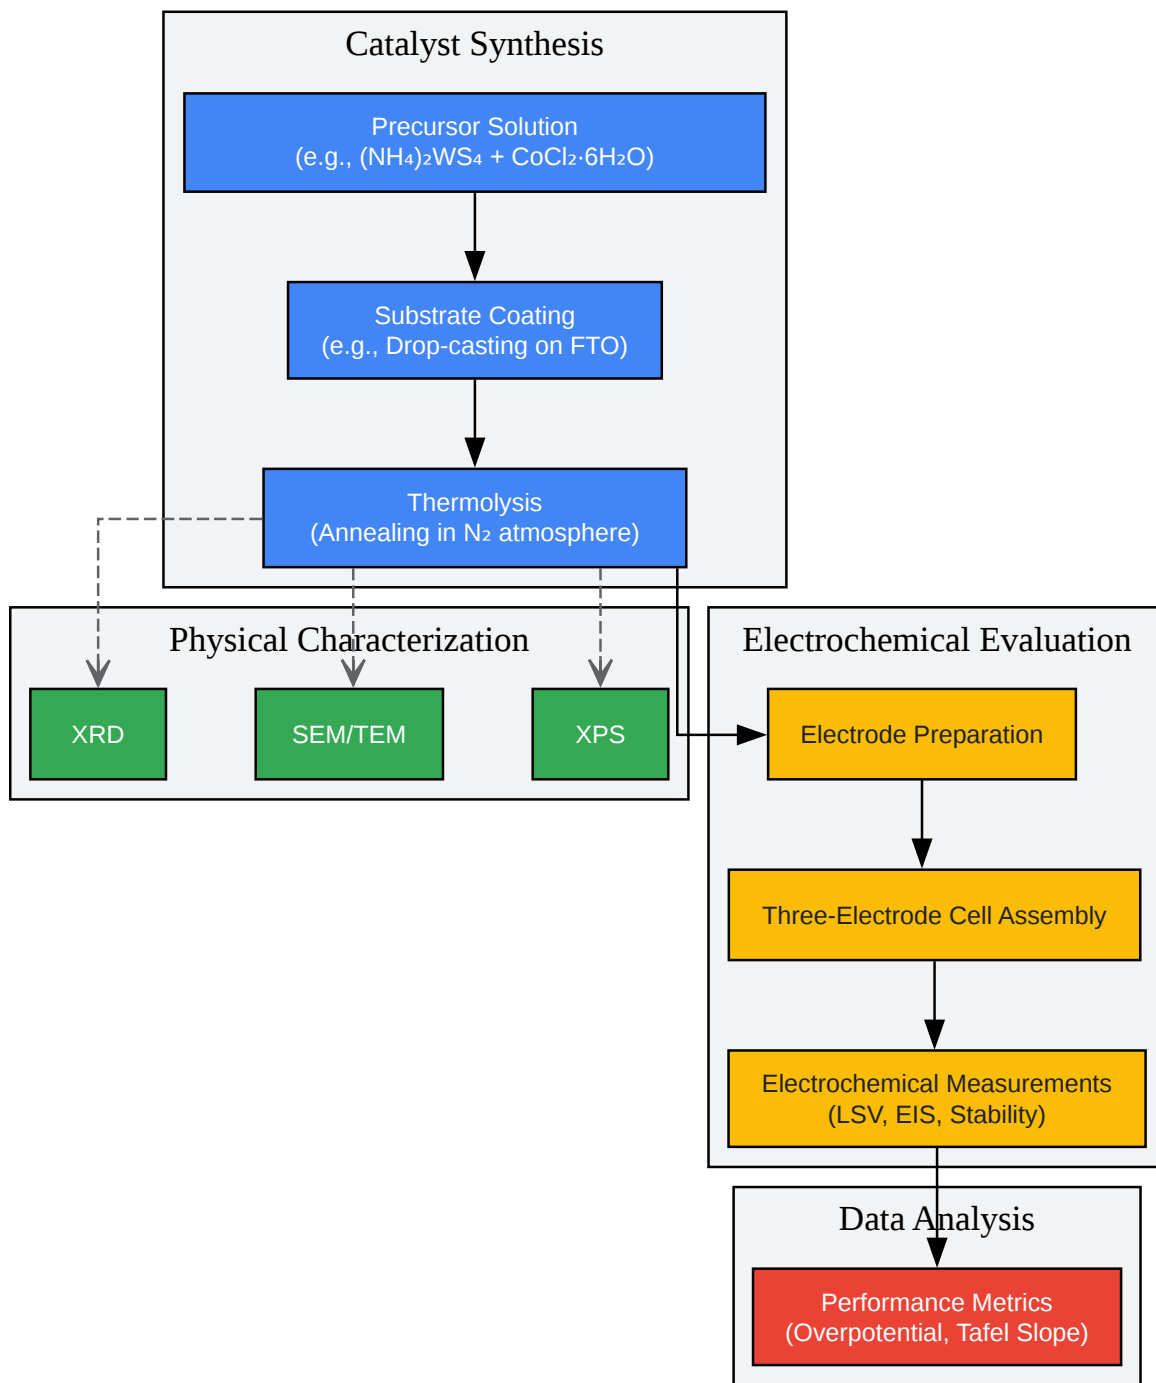 Catalyst Synthesis
Precursor Solution
(e.g., (NH₄)₂WS₄ + CoCl₂·6H₂O)
Substrate Coating
(e.g., Drop-casting on FTO)
Thermolysis
(Annealing in N₂ atmosphere)
Physical Characterization
XRD
SEM/TEM
XPS
Electrochemical Evaluation
Electrode Preparation
Three-Electrode Cell Assembly
Electrochemical Measurements
(LSV, EIS, Stability)
Data Analysis
Performance Metrics
(Overpotential, Tafel Slope)